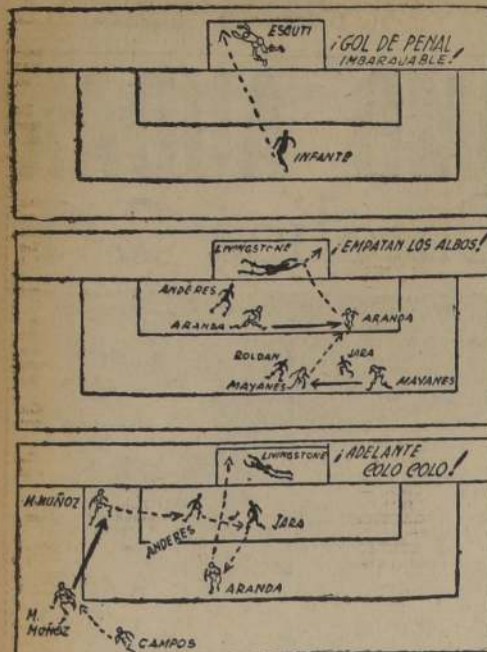 ESCUTI
¡GOL DE PENAL
IMBARAJABLE!
INFANTE
LIVINGSTONE
¡EMPATAN LOS ALBOS!
ANDERES
ARANDA
ARANDA
ROLDAN
JARA
MAYANES
MAYANES
LIVINGSTONE
¡ADELANTE
COLO COLO!
M. MUÑOZ
ANDERES
JARA
ARANDA
M.
MUÑOZ
CAMPOS